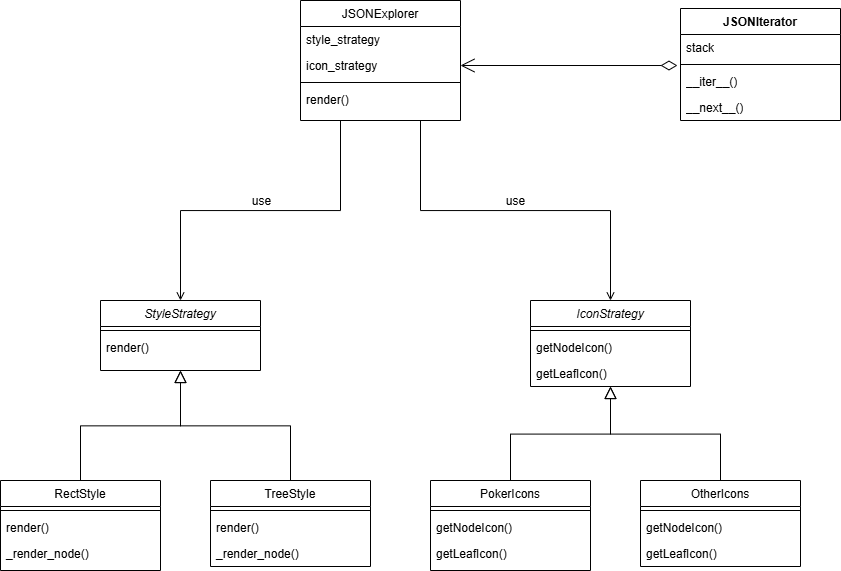 JSONExplorer
style_strategy
icon_strategy
render()
JSONIterator
stack
__iter__()
__next__()
use
use
StyleStrategy
render()
IconStrategy
getNodeIcon()
getLeafIcon()
RectStyle
render()
_render_node()
TreeStyle
render()
_render_node()
PokerIcons
getNodeIcon()
getLeafIcon()
OtherIcons
getNodeIcon()
getLeafIcon()